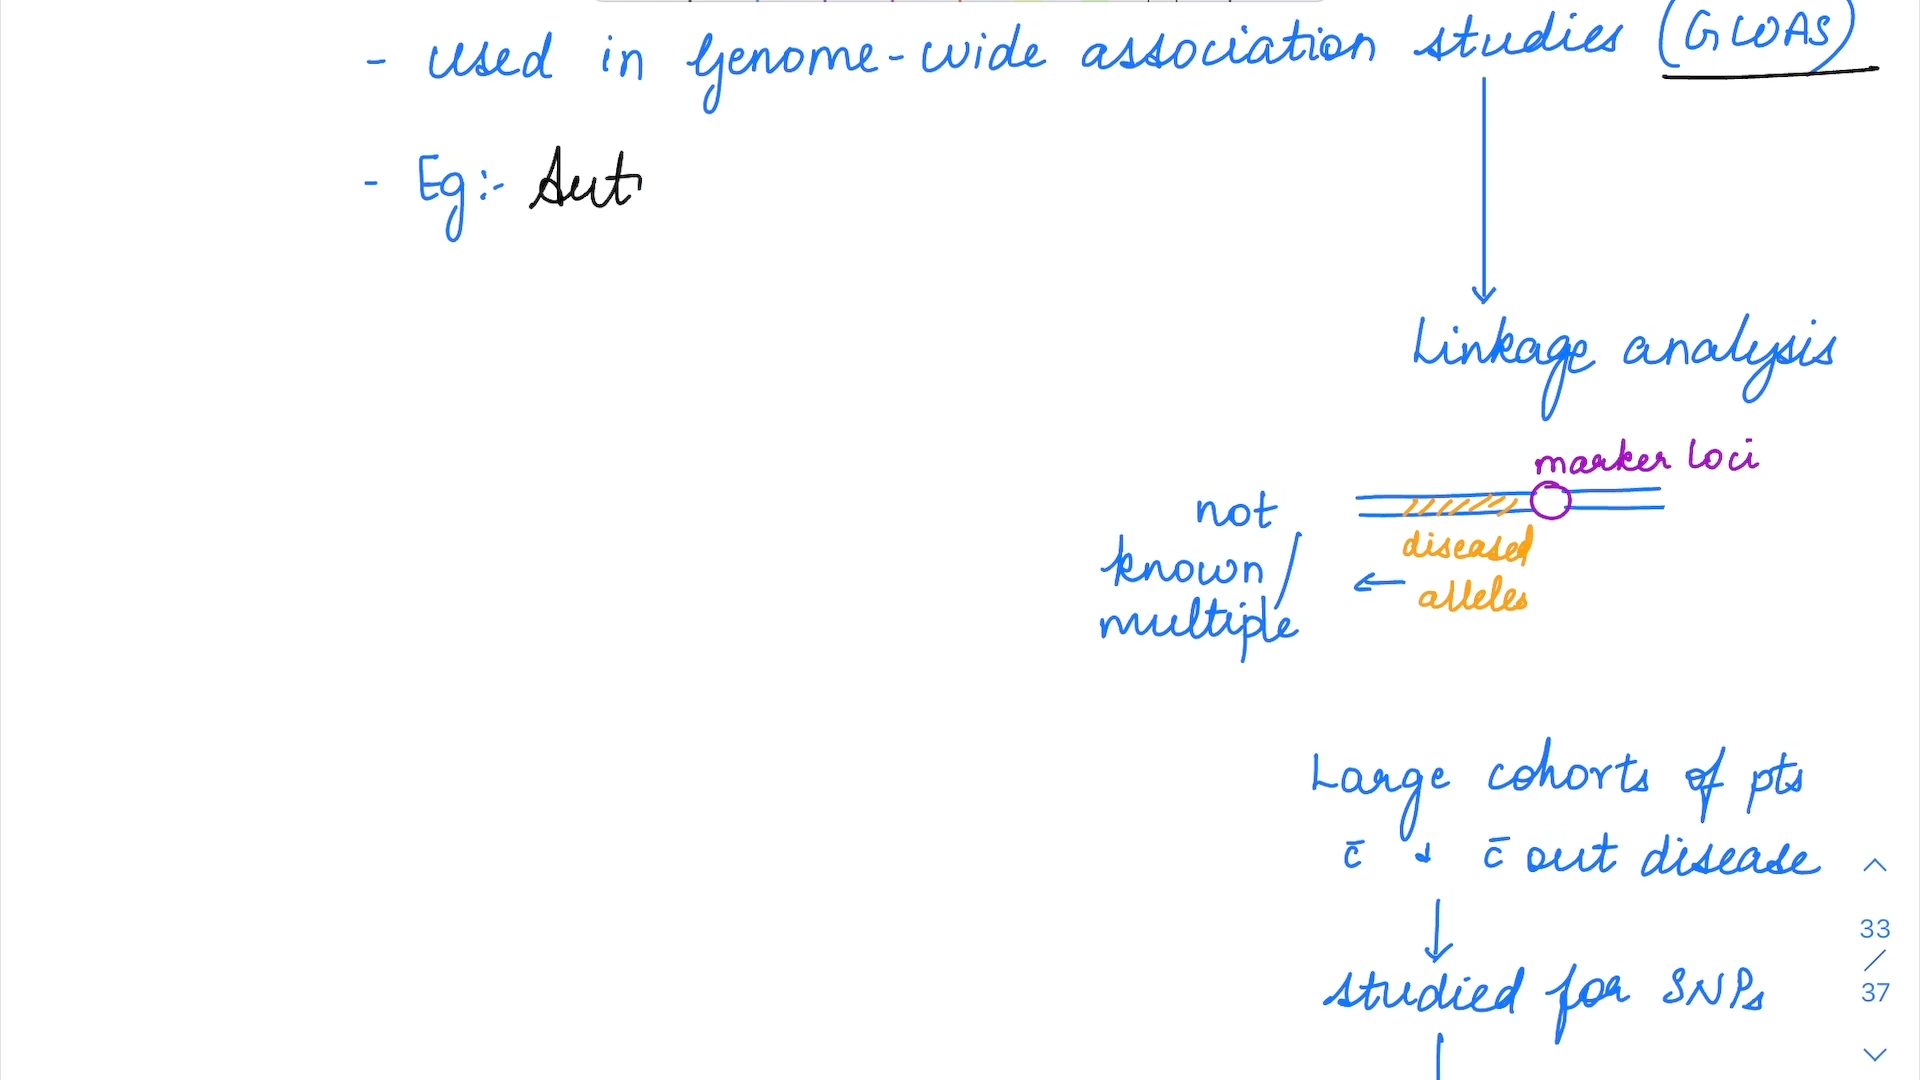 - used in Genome-wide association studies (GWAS)
- Eg:- Aut
Linkage analysis
marker loci
not known / multiple
← diseased alleles
Large cohorts of pts
c̄ & c̄out disease
studied for SNPs
33
/
37